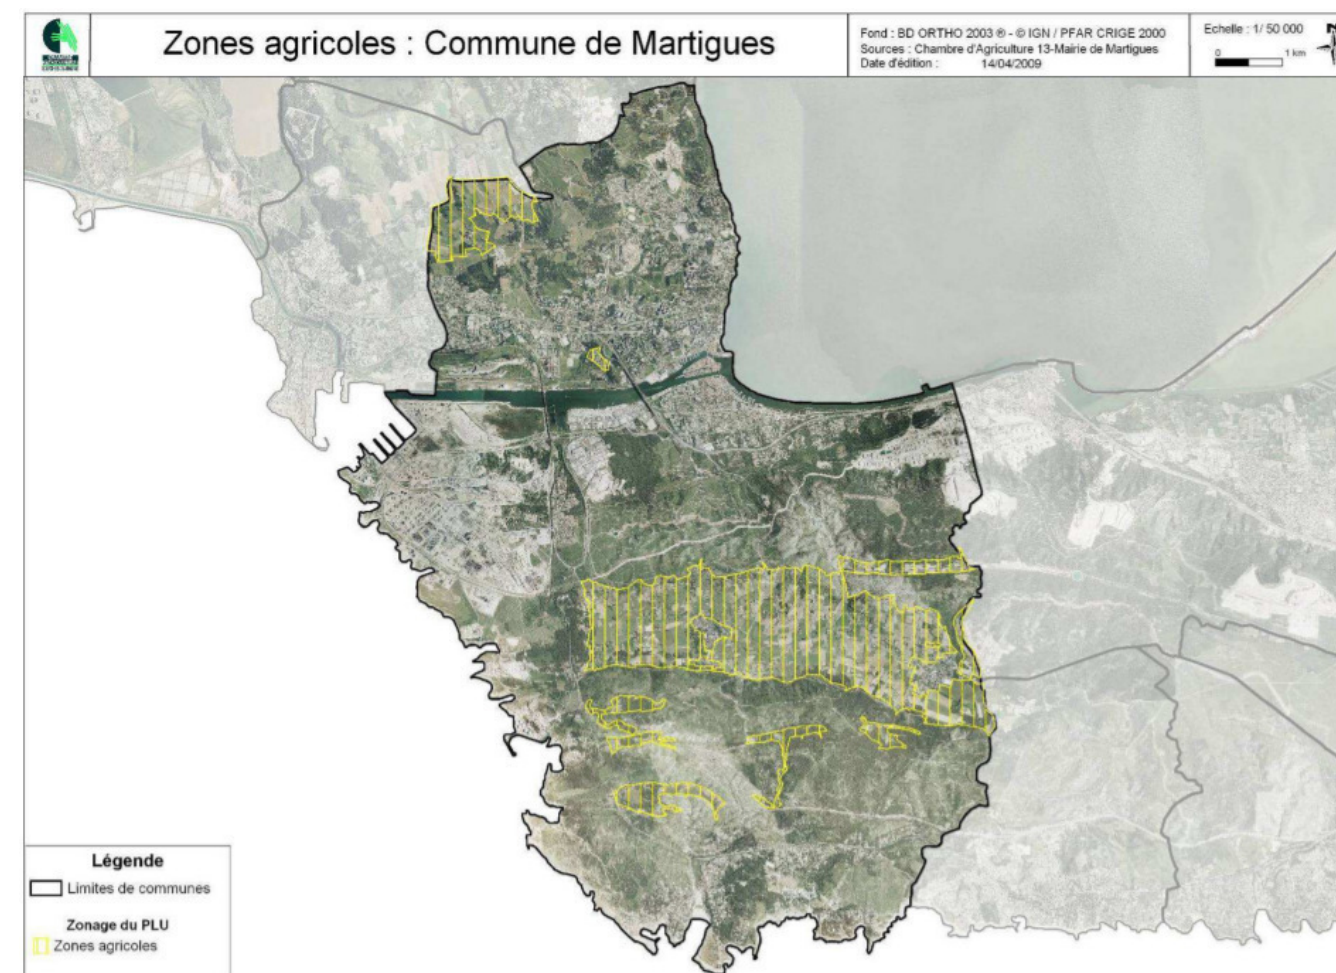 Zones agricoles : Commune de Martigues
Fond : BD ORTHO 2003 ® - © IGN / PFAR CRIGE 2000
Sources : Chambre d'Agriculture 13-Mairie de Martigues
Date d'édition : 14/04/2009
Echelle : 1/ 50 000
0 1 km
N
Légende
Limites de communes
Zonage du PLU
Zones agricoles